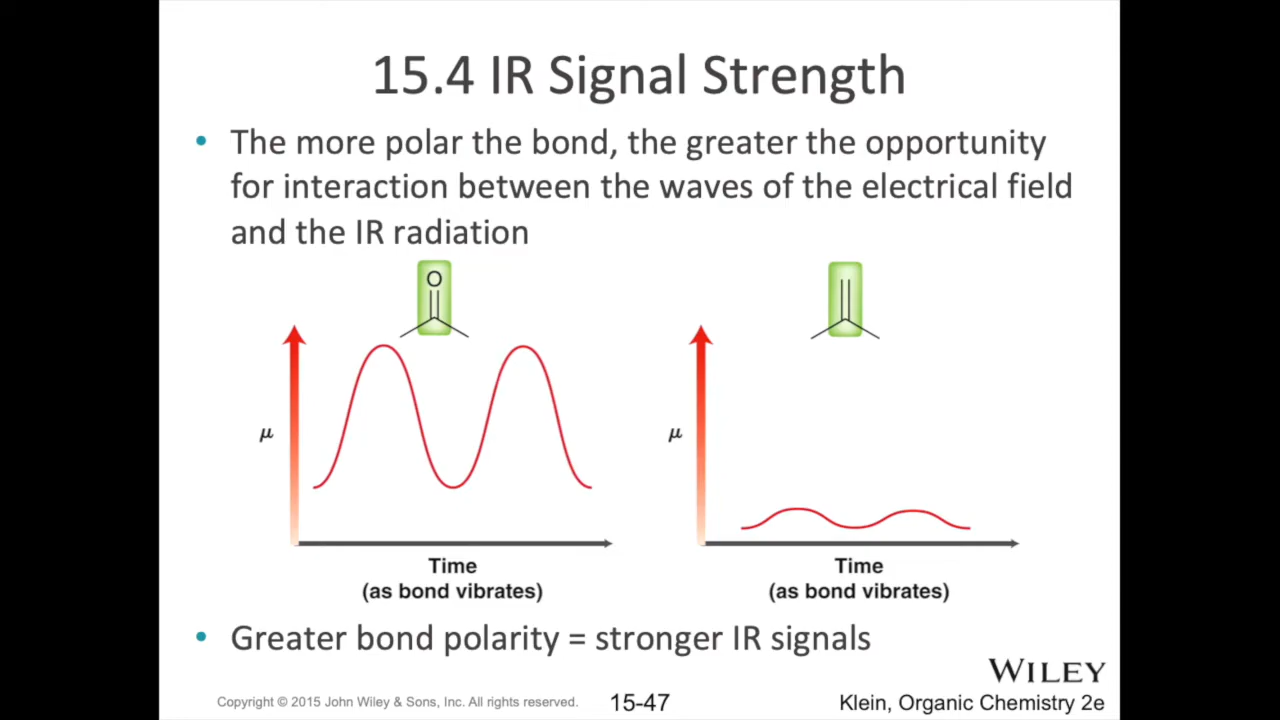 15.4 IR Signal Strength
• The more polar the bond, the greater the opportunity
for interaction between the waves of the electrical field
and the IR radiation
O
μ
μ
Time
(as bond vibrates)
Time
(as bond vibrates)
• Greater bond polarity = stronger IR signals
WILEY
Copyright © 2015 John Wiley & Sons, Inc. All rights reserved.
15-47
Klein, Organic Chemistry 2e